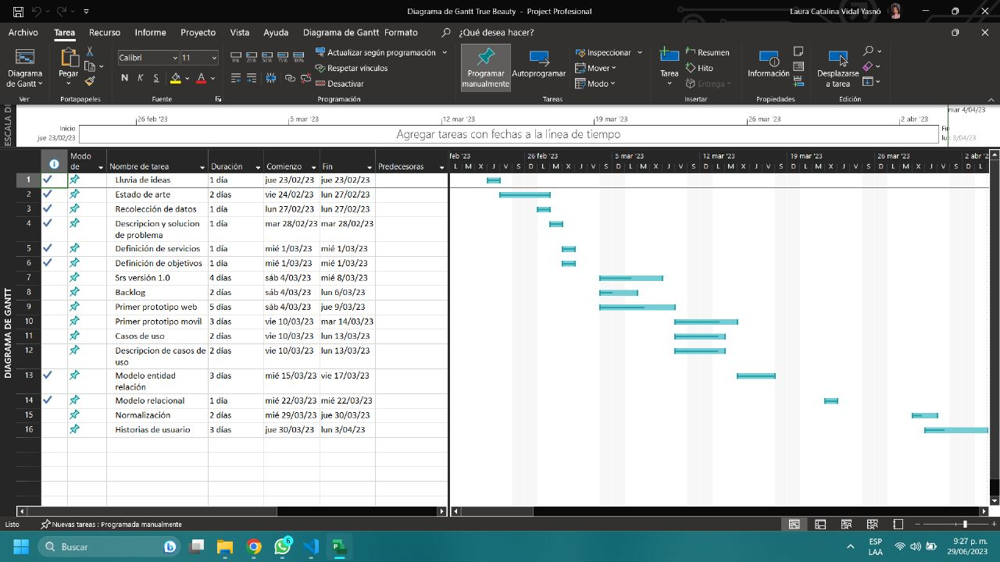 Diagrama de Gantt True Beauty - Project Profesional
Laura Catalina Vidal Yasnó
Archivo Tarea Recurso Informe Proyecto Vista Ayuda Diagrama de Gantt Formato ¿Qué desea hacer?
Diagrama de Gantt
Ver
Pegar
Portapapeles
Calibri 11
N K S
Fuente
0% 25% 50% 75% 100%
Actualizar según programación
Respetar vínculos
Desactivar
Programación
Programar manualmente
Autoprogramar
Inspeccionar
Mover
Modo
Tareas
Tarea
Resumen
Hito
Entrega
Insertar
Información
Propiedades
Desplazarse a tarea
Edición
ESCALA DE
mar 4/04/23
26 feb '23 5 mar '23 12 mar '23 19 mar '23 26 mar '23 2 abr '23
Inicio
jue 23/02/23
Agregar tareas con fechas a la línea de tiempo
Fin
lun 3/04/23
DIAGRAMA DE GANTT
Modo de Nombre de tarea Duración Comienzo Fin Predecesoras
feb '23 26 feb '23 5 mar '23 12 mar '23 19 mar '23 26 mar '23 2 abr '2
L M X J V S D L M X J V S D L M X J V S D L M X J V S D L M X J V S D L M X J V S D L
1 Lluvia de ideas 1 día jue 23/02/23 jue 23/02/23
2 Estado de arte 2 días vie 24/02/23 lun 27/02/23
3 Recolección de datos 1 día lun 27/02/23 lun 27/02/23
4 Descripcion y solucion de problema 1 día mar 28/02/23 mar 28/02/23
5 Definición de servicios 1 día mié 1/03/23 mié 1/03/23
6 Definición de objetivos 1 día mié 1/03/23 mié 1/03/23
7 Srs versión 1.0 4 días sáb 4/03/23 mié 8/03/23
8 Backlog 2 días sáb 4/03/23 lun 6/03/23
9 Primer prototipo web 5 días sáb 4/03/23 jue 9/03/23
10 Primer prototipo movil 3 días vie 10/03/23 mar 14/03/23
11 Casos de uso 2 días vie 10/03/23 lun 13/03/23
12 Descripcion de casos de uso 2 días vie 10/03/23 lun 13/03/23
13 Modelo entidad relación 3 días mié 15/03/23 vie 17/03/23
14 Modelo relacional 1 día mié 22/03/23 mié 22/03/23
15 Normalización 2 días mié 29/03/23 jue 30/03/23
16 Historias de usuario 3 días jue 30/03/23 lun 3/04/23
Listo Nuevas tareas : Programada manualmente
Buscar
6
ESP
LAA
9:27 p. m.
29/06/2023